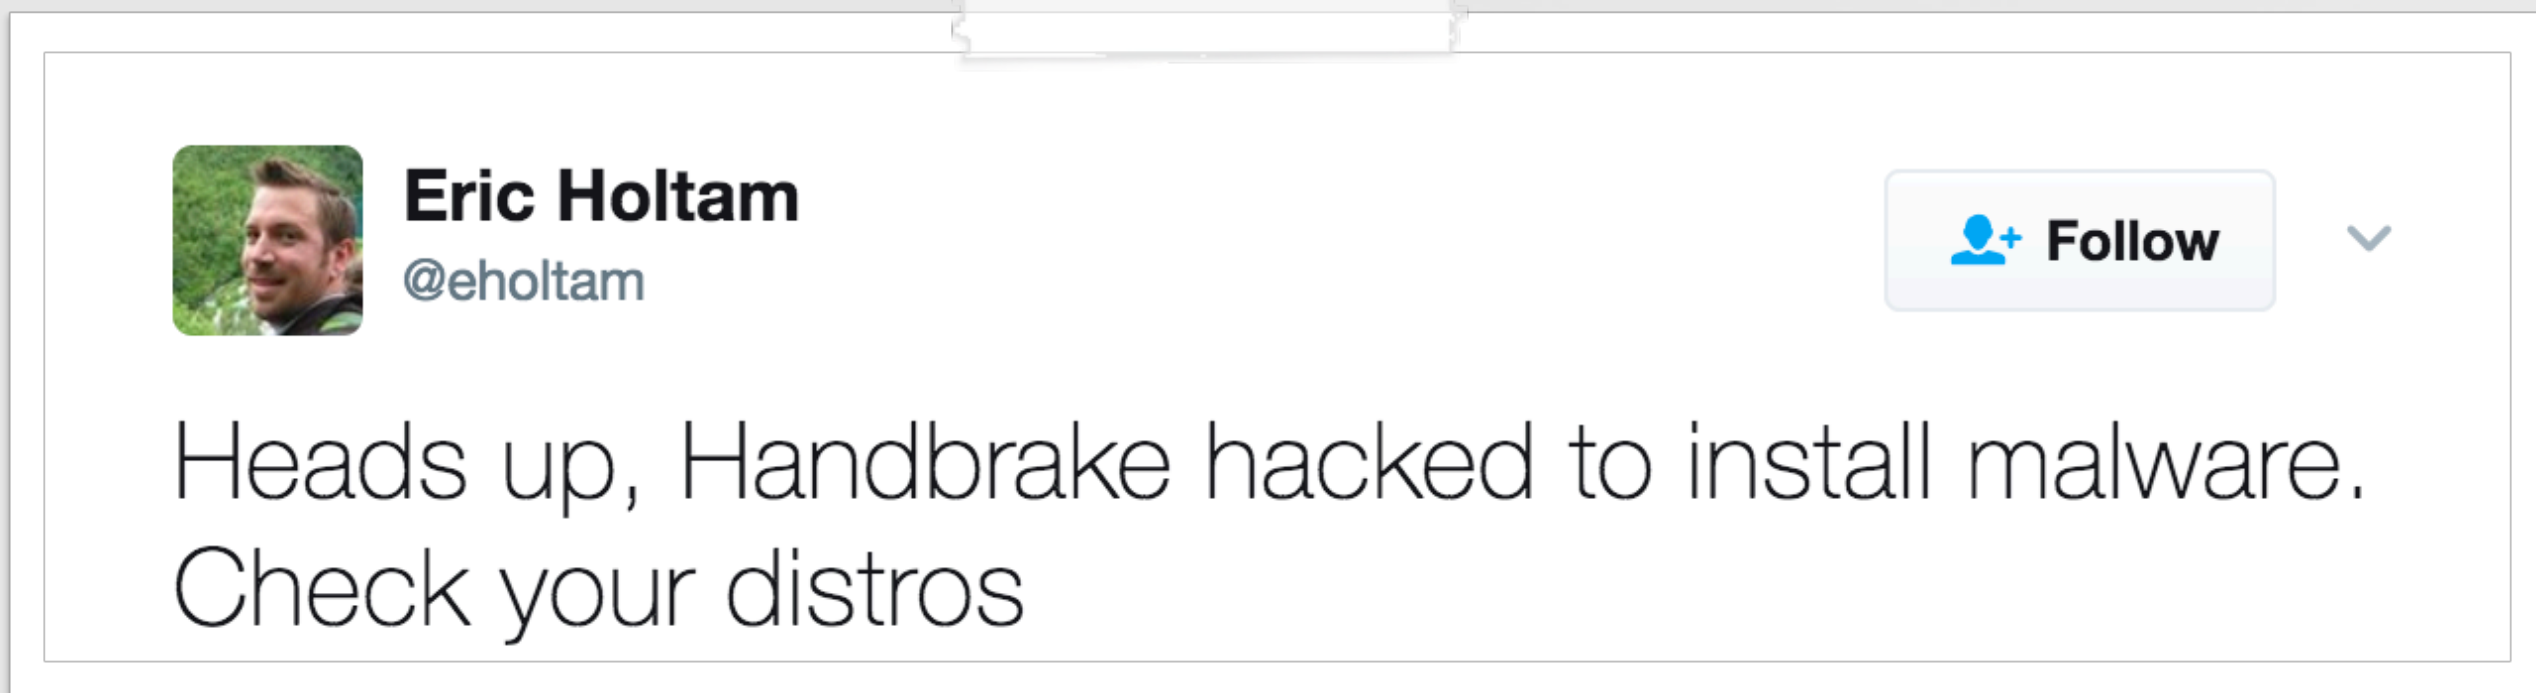 Eric Holtam
@eholtam
Follow
Heads up, Handbrake hacked to install malware.
Check your distros